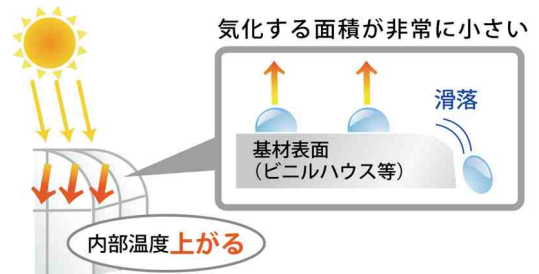 気化する面積が非常に小さい
滑落
基材表面
（ビニルハウス等）
内部温度上がる